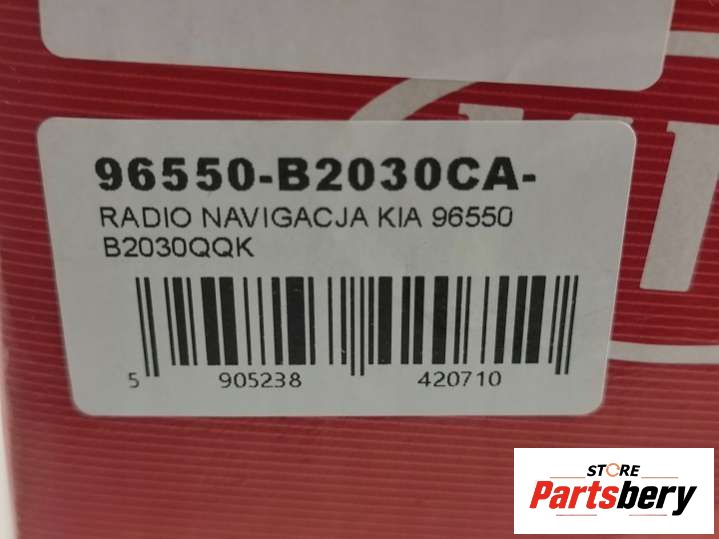 96550-B2030CA-
RADIO NAVIGACJA KIA 96550
B2030QQK
5 905238 420710
STORE
Partsbery